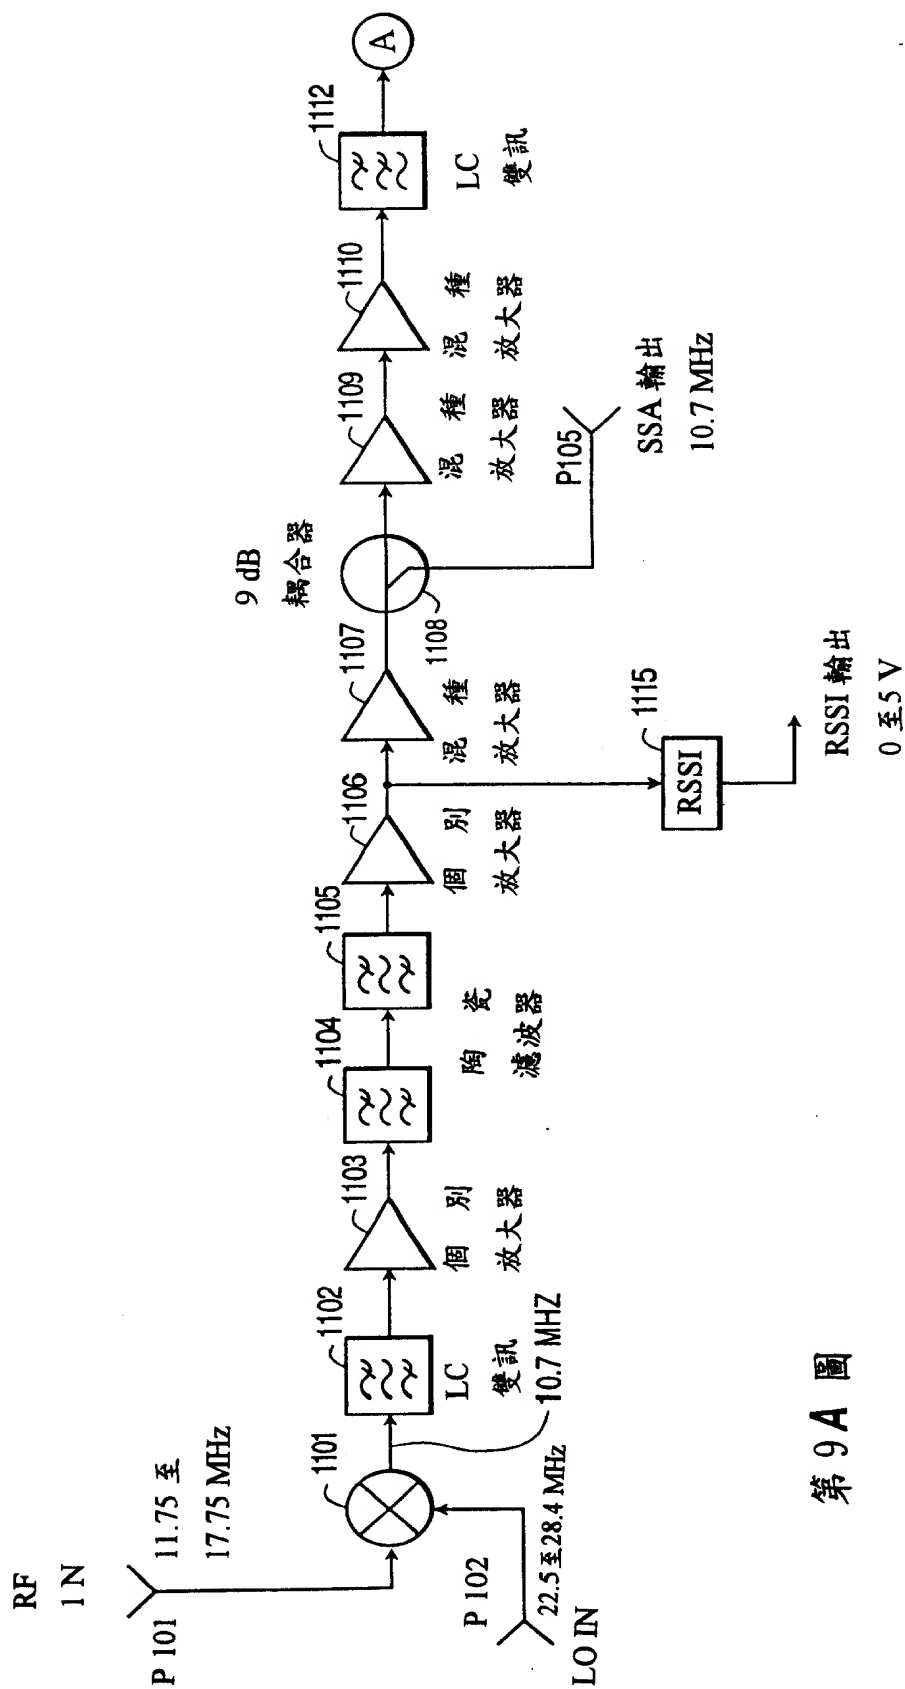 RF
1 N
P 101
11.75 至
17.75 MHz
1101
P 102
22.5至28.4 MHz
LO IN
10.7 MHZ
1102
LC
雙訊
1103
個別
放大器
1104
1105
陶瓷
濾波器
1106
個別
放大器
1115
RSSI
RSSI 輸出
0 至5 V
1107
混種
放大器
9 dB
耦合器
1108
P105
SSA 輸出
10.7 MHz
1109
混種
放大器
1110
混種
放大器
1112
LC
雙訊
A
第 9A 圖